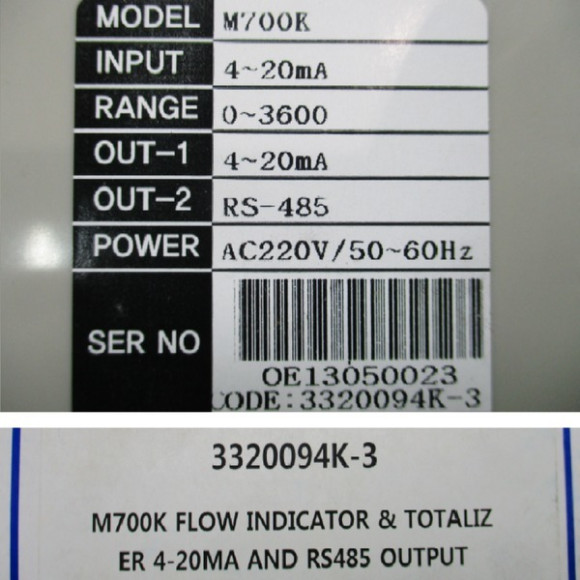 MODEL M700K
INPUT 4~20mA
RANGE 0~3600
OUT-1 4~20mA
OUT-2 RS-485
POWER AC220V/50~60Hz
SER NO
OE13050023
CODE:3320094K-3
3320094K-3
M700K FLOW INDICATOR & TOTALIZ
ER 4-20MA AND RS485 OUTPUT